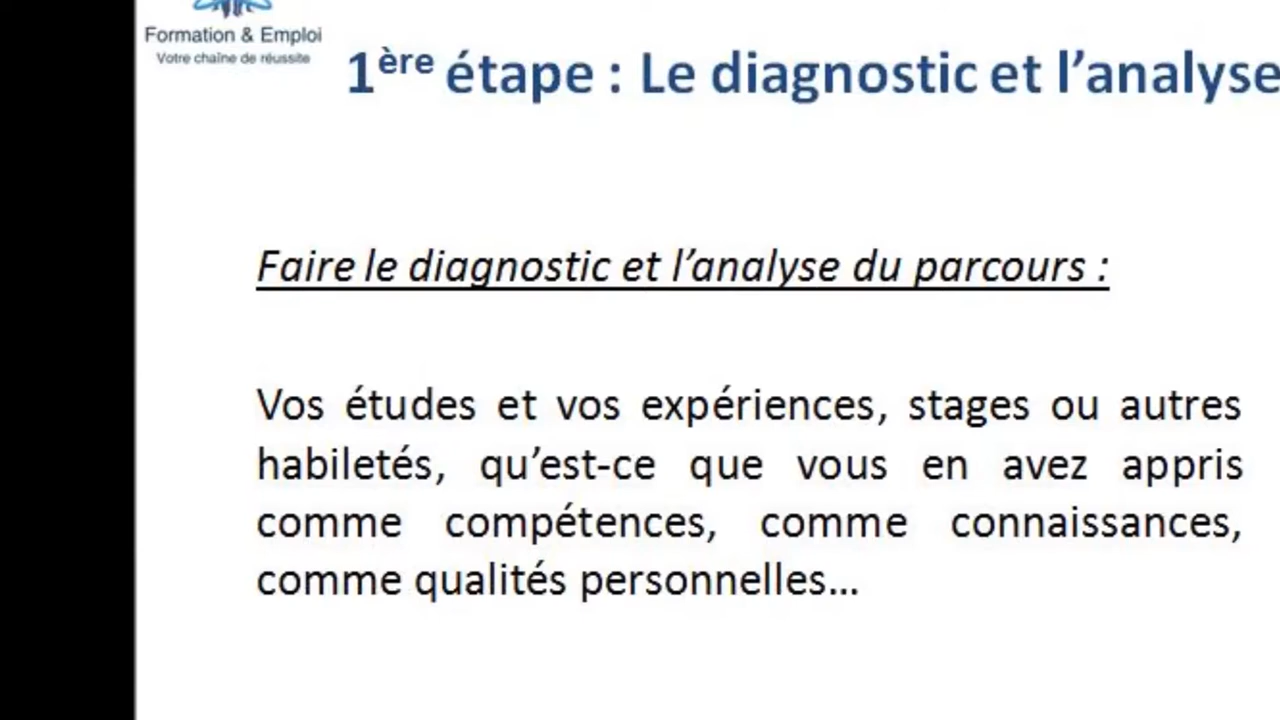 Formation & Emploi
Votre chaîne de réussite
1ère étape : Le diagnostic et l’analyse
Faire le diagnostic et l’analyse du parcours :
Vos études et vos expériences, stages ou autres
habiletés, qu’est-ce que vous en avez appris
comme compétences, comme connaissances,
comme qualités personnelles...